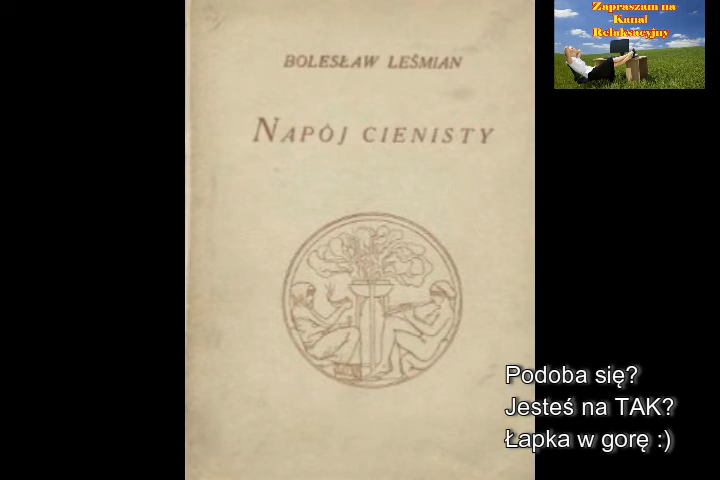 BOLESŁAW LEŚMIAN
NAPÓJ CIENISTY
Zapraszam na
Kanał
Relaksacyjny
Podoba się?
Jesteś na TAK?
Łapka w gorę :)